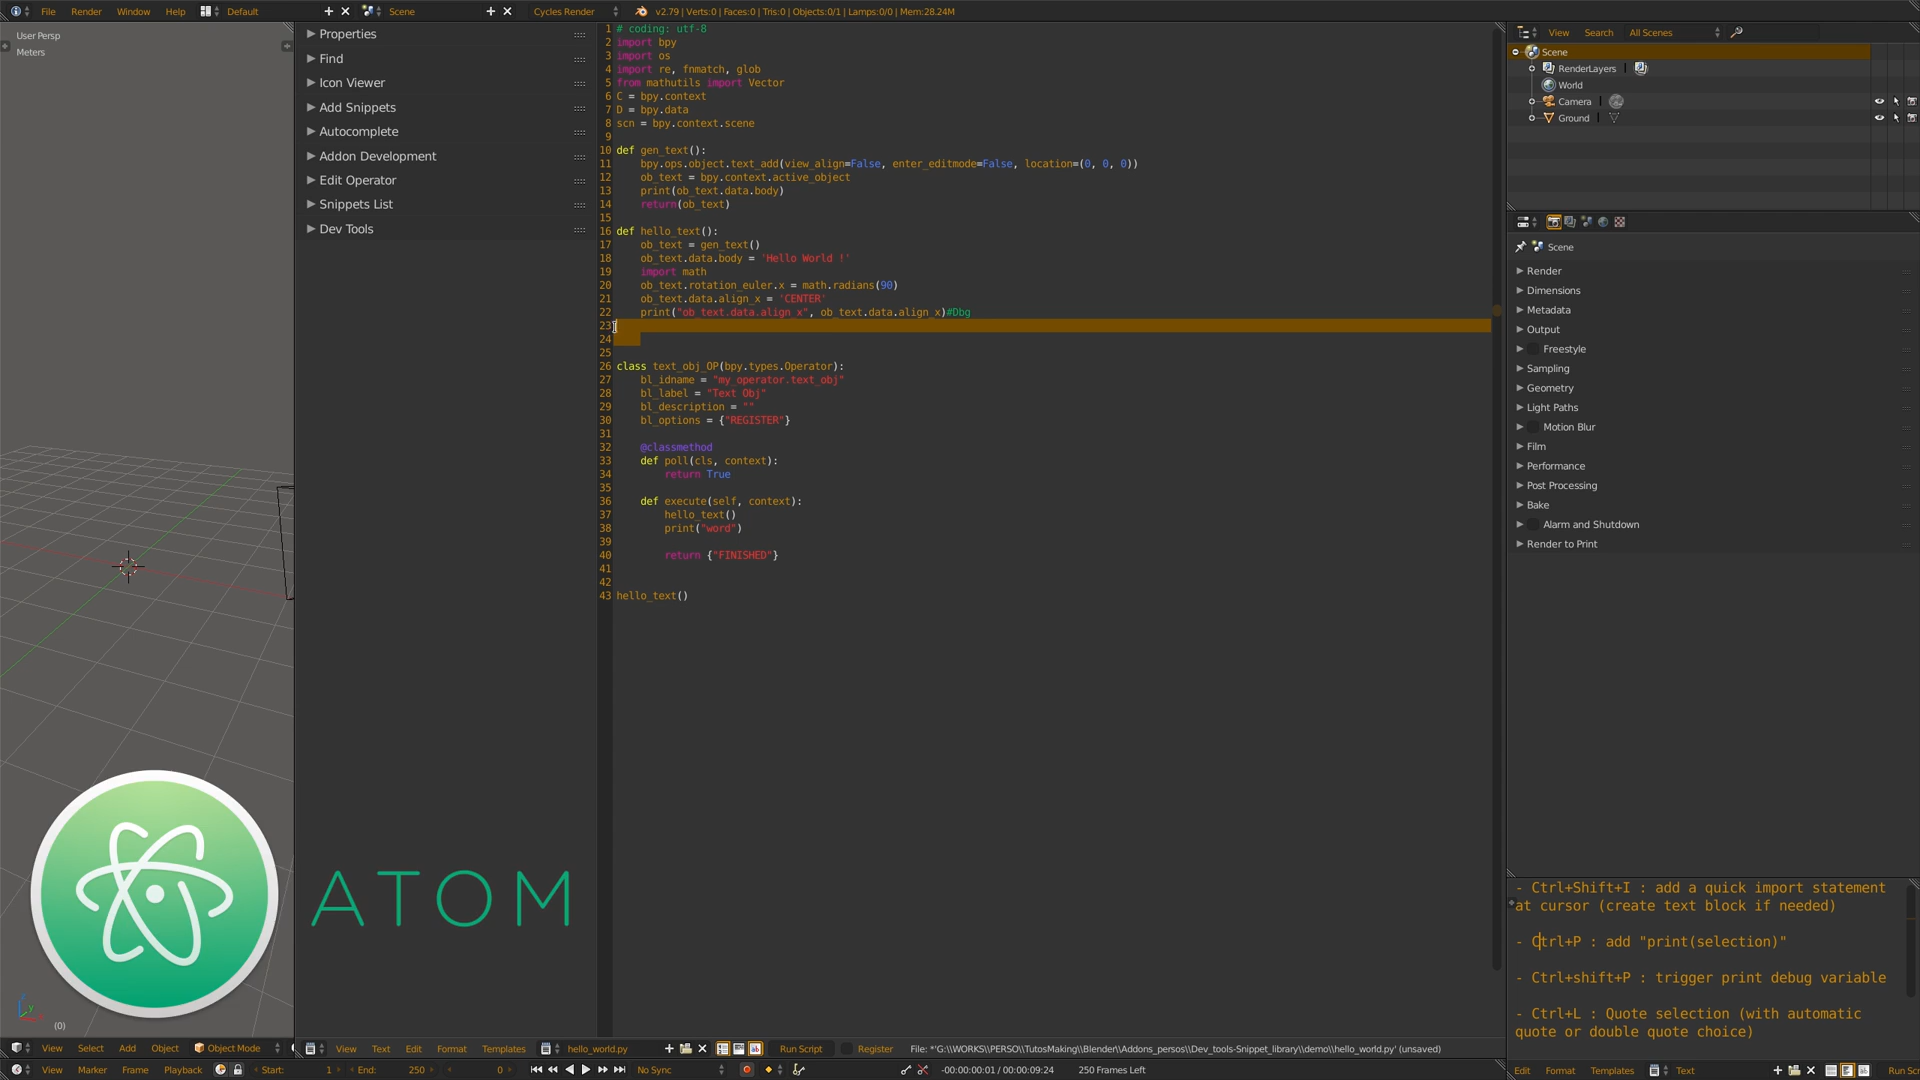 File Render Window Help Default Scene Cycles Render v2.79 | Verts:0 | Faces:0 | Tris:0 | Objects:0/1 | Lamps:0/0 | Mem:28.24M
User Persp
Meters
Properties
Find
Icon Viewer
Add Snippets
Autocomplete
Addon Development
Edit Operator
Snippets List
Dev Tools
1 # coding: utf-8
2 import bpy
3 import os
4 import re, fnmatch, glob
5 from mathutils import Vector
6 C = bpy.context
7 D = bpy.data
8 scn = bpy.context.scene
9
10 def gen_text():
11     bpy.ops.object.text_add(view_align=False, enter_editmode=False, location=(0, 0, 0))
12     ob_text = bpy.context.active_object
13     print(ob_text.data.body)
14     return(ob_text)
15
16 def hello_text():
17     ob_text = gen_text()
18     ob_text.data.body = 'Hello World !'
19     import math
20     ob_text.rotation_euler.x = math.radians(90)
21     ob_text.data.align_x = 'CENTER'
22     print("ob_text.data.align_x", ob_text.data.align_x)#Dbg
23
24
25
26 class text_obj_OP(bpy.types.Operator):
27     bl_idname = "my_operator.text_obj"
28     bl_label = "Text Obj"
29     bl_description = ""
30     bl_options = {"REGISTER"}
31
32     @classmethod
33     def poll(cls, context):
34         return True
35
36     def execute(self, context):
37         hello_text()
38         print("word")
39
40         return {"FINISHED"}
41
42
43 hello_text()
View Search All Scenes
Scene
RenderLayers |
World
Camera |
Ground |
Scene
Render
Dimensions
Metadata
Output
Freestyle
Sampling
Geometry
Light Paths
Motion Blur
Film
Performance
Post Processing
Bake
Alarm and Shutdown
Render to Print
ATOM
- Ctrl+Shift+I : add a quick import statement
at cursor (create text block if needed)
- Ctrl+P : add "print(selection)"
- Ctrl+shift+P : trigger print debug variable
- Ctrl+L : Quote selection (with automatic
quote or double quote choice)
z
y
(0)
View Select Add Object Object Mode
View Text Edit Format Templates hello_world.py Run Script Register File: *'G:\\WORKS\\PERSO\\TutosMaking\\Blender\\Addons_persos\\Dev_tools-Snippet_library\\demo\\hello_world.py' (unsaved)
View Marker Frame Playback Start: 1 End: 250 0 No Sync -00:00:00:01 / 00:00:09:24 250 Frames Left
Edit Format Templates Text Run Scr